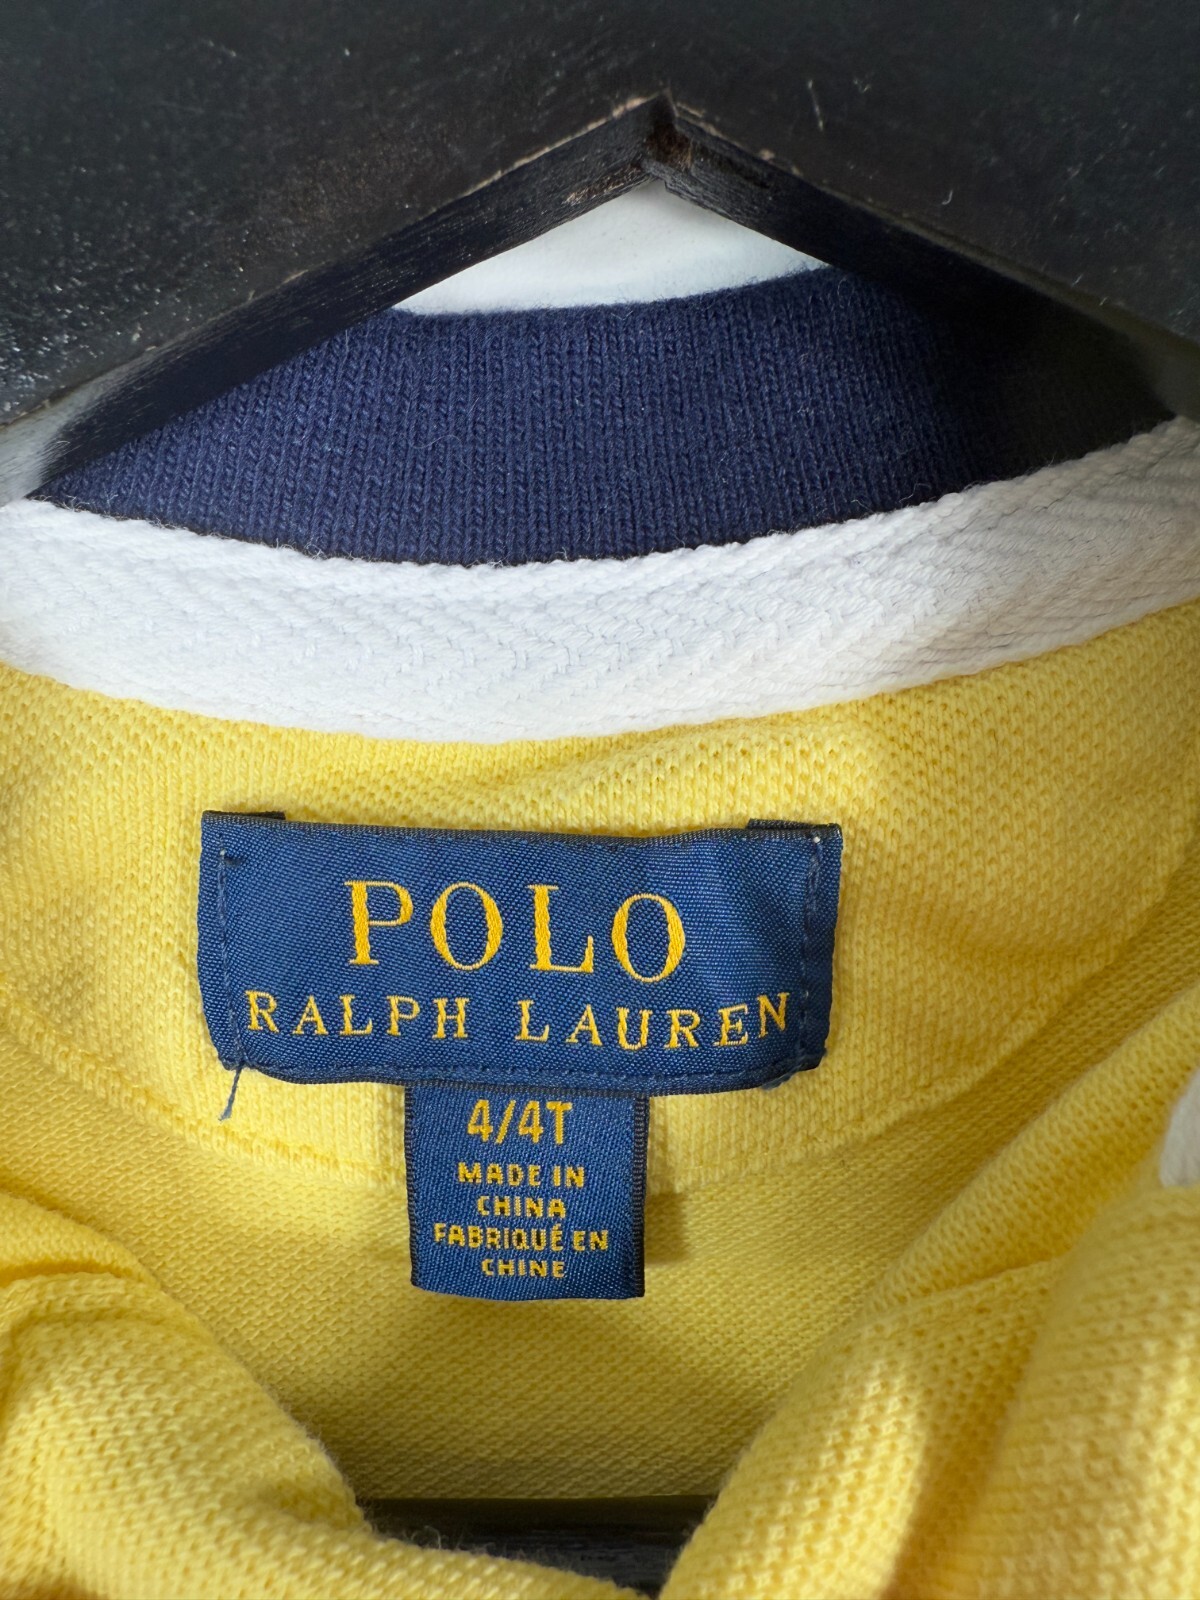 POLO
RALPH LAUREN
4/4T
MADE IN
CHINA
FABRIQUÉ EN
CHINE